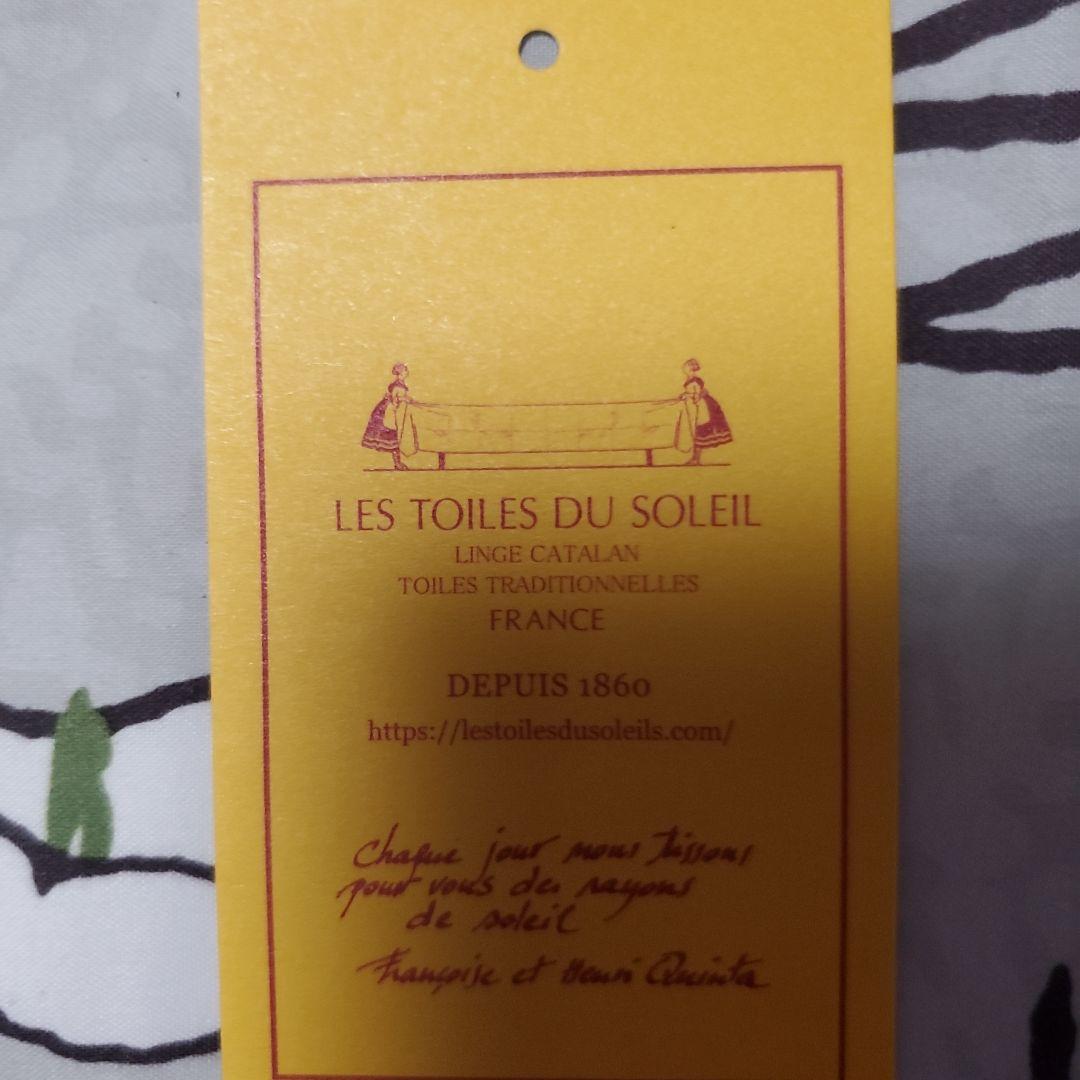 LES TOILES DU SOLEIL
LINGE CATALAN
TOILES TRADITIONNELLES
FRANCE
DEPUIS 1860
https://lestoilesdusoleils.com/
Chaque jour nous tissons
pour vous des rayons
de soleil
Françoise et Henri Quinta